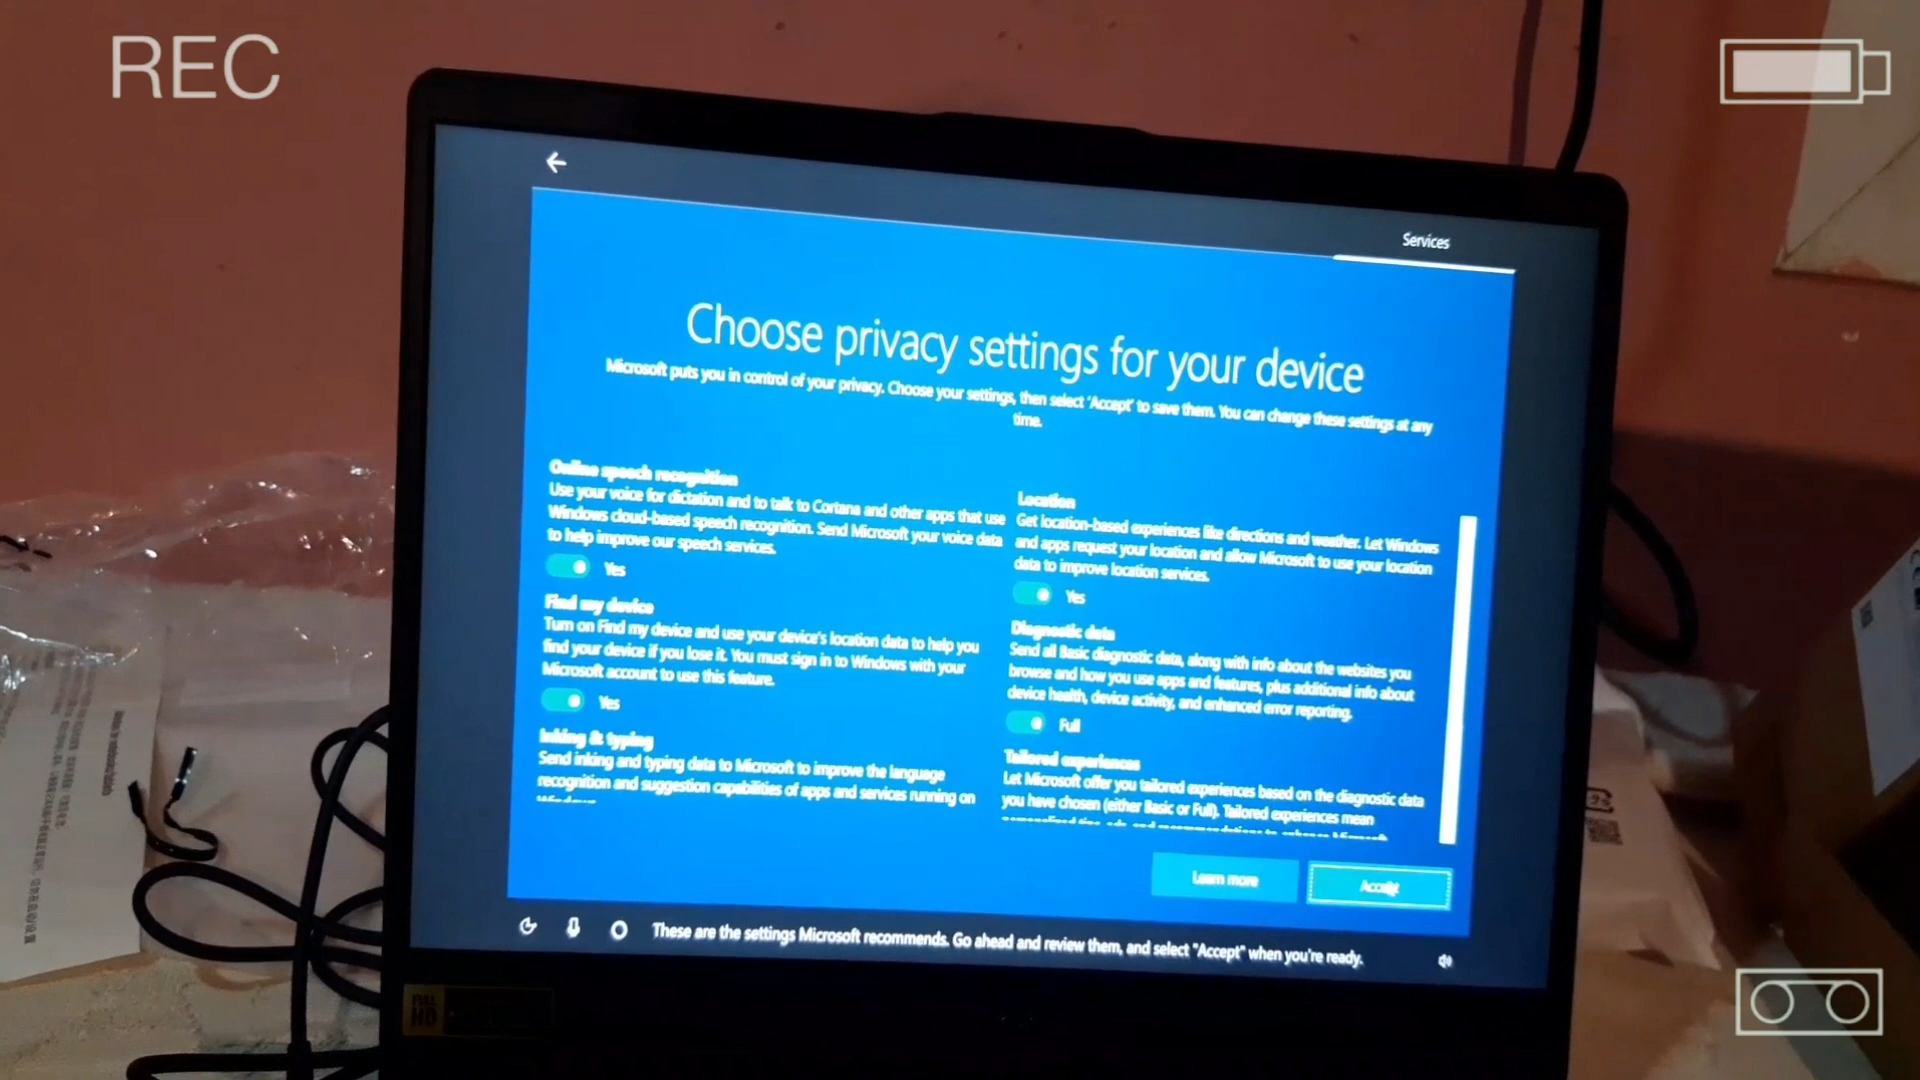 REC
Services
Choose privacy settings for your device
Microsoft puts you in control of your privacy. Choose your settings, then select 'Accept' to save them. You can change these settings at any
time.
Online speech recognition
Use your voice for dictation and to talk to Cortana and other apps that use
Windows cloud-based speech recognition. Send Microsoft your voice data
to help improve our speech services.
Yes
Find my device
Turn on Find my device and use your device's location data to help you
find your device if you lose it. You must sign in to Windows with your
Microsoft account to use this feature.
Yes
Inking & typing
Send inking and typing data to Microsoft to improve the language
recognition and suggestion capabilities of apps and services running on
Windows.
Location
Get location-based experiences like directions and weather. Let Windows
and apps request your location and allow Microsoft to use your location
data to improve location services.
Yes
Diagnostic data
Send all Basic diagnostic data, along with info about the websites you
browse and how you use apps and features, plus additional info about
device health, device activity, and enhanced error reporting.
Full
Tailored experiences
Let Microsoft offer you tailored experiences based on the diagnostic data
you have chosen (either Basic or Full). Tailored experiences mean
personalized tips, ads, and recommendations to enhance Microsoft
Learn more
Accept
These are the settings Microsoft recommends. Go ahead and review them, and select "Accept" when you're ready.
FULL
HD